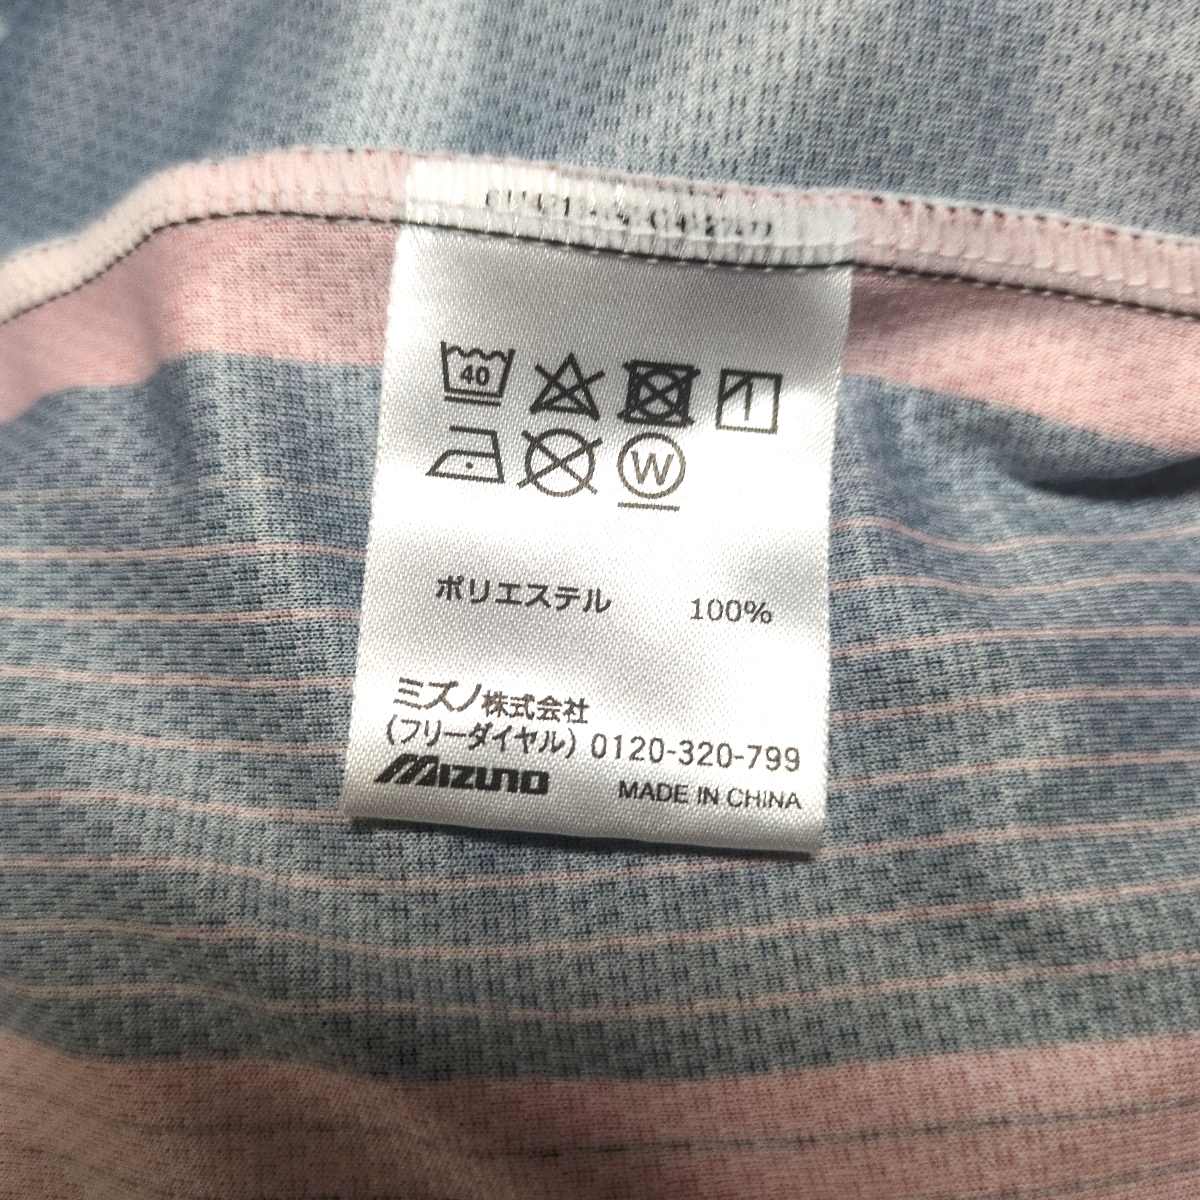 40
W
ポリエステル 100%
ミズノ株式会社
(フリーダイヤル) 0120-320-799
MIZUNO MADE IN CHINA